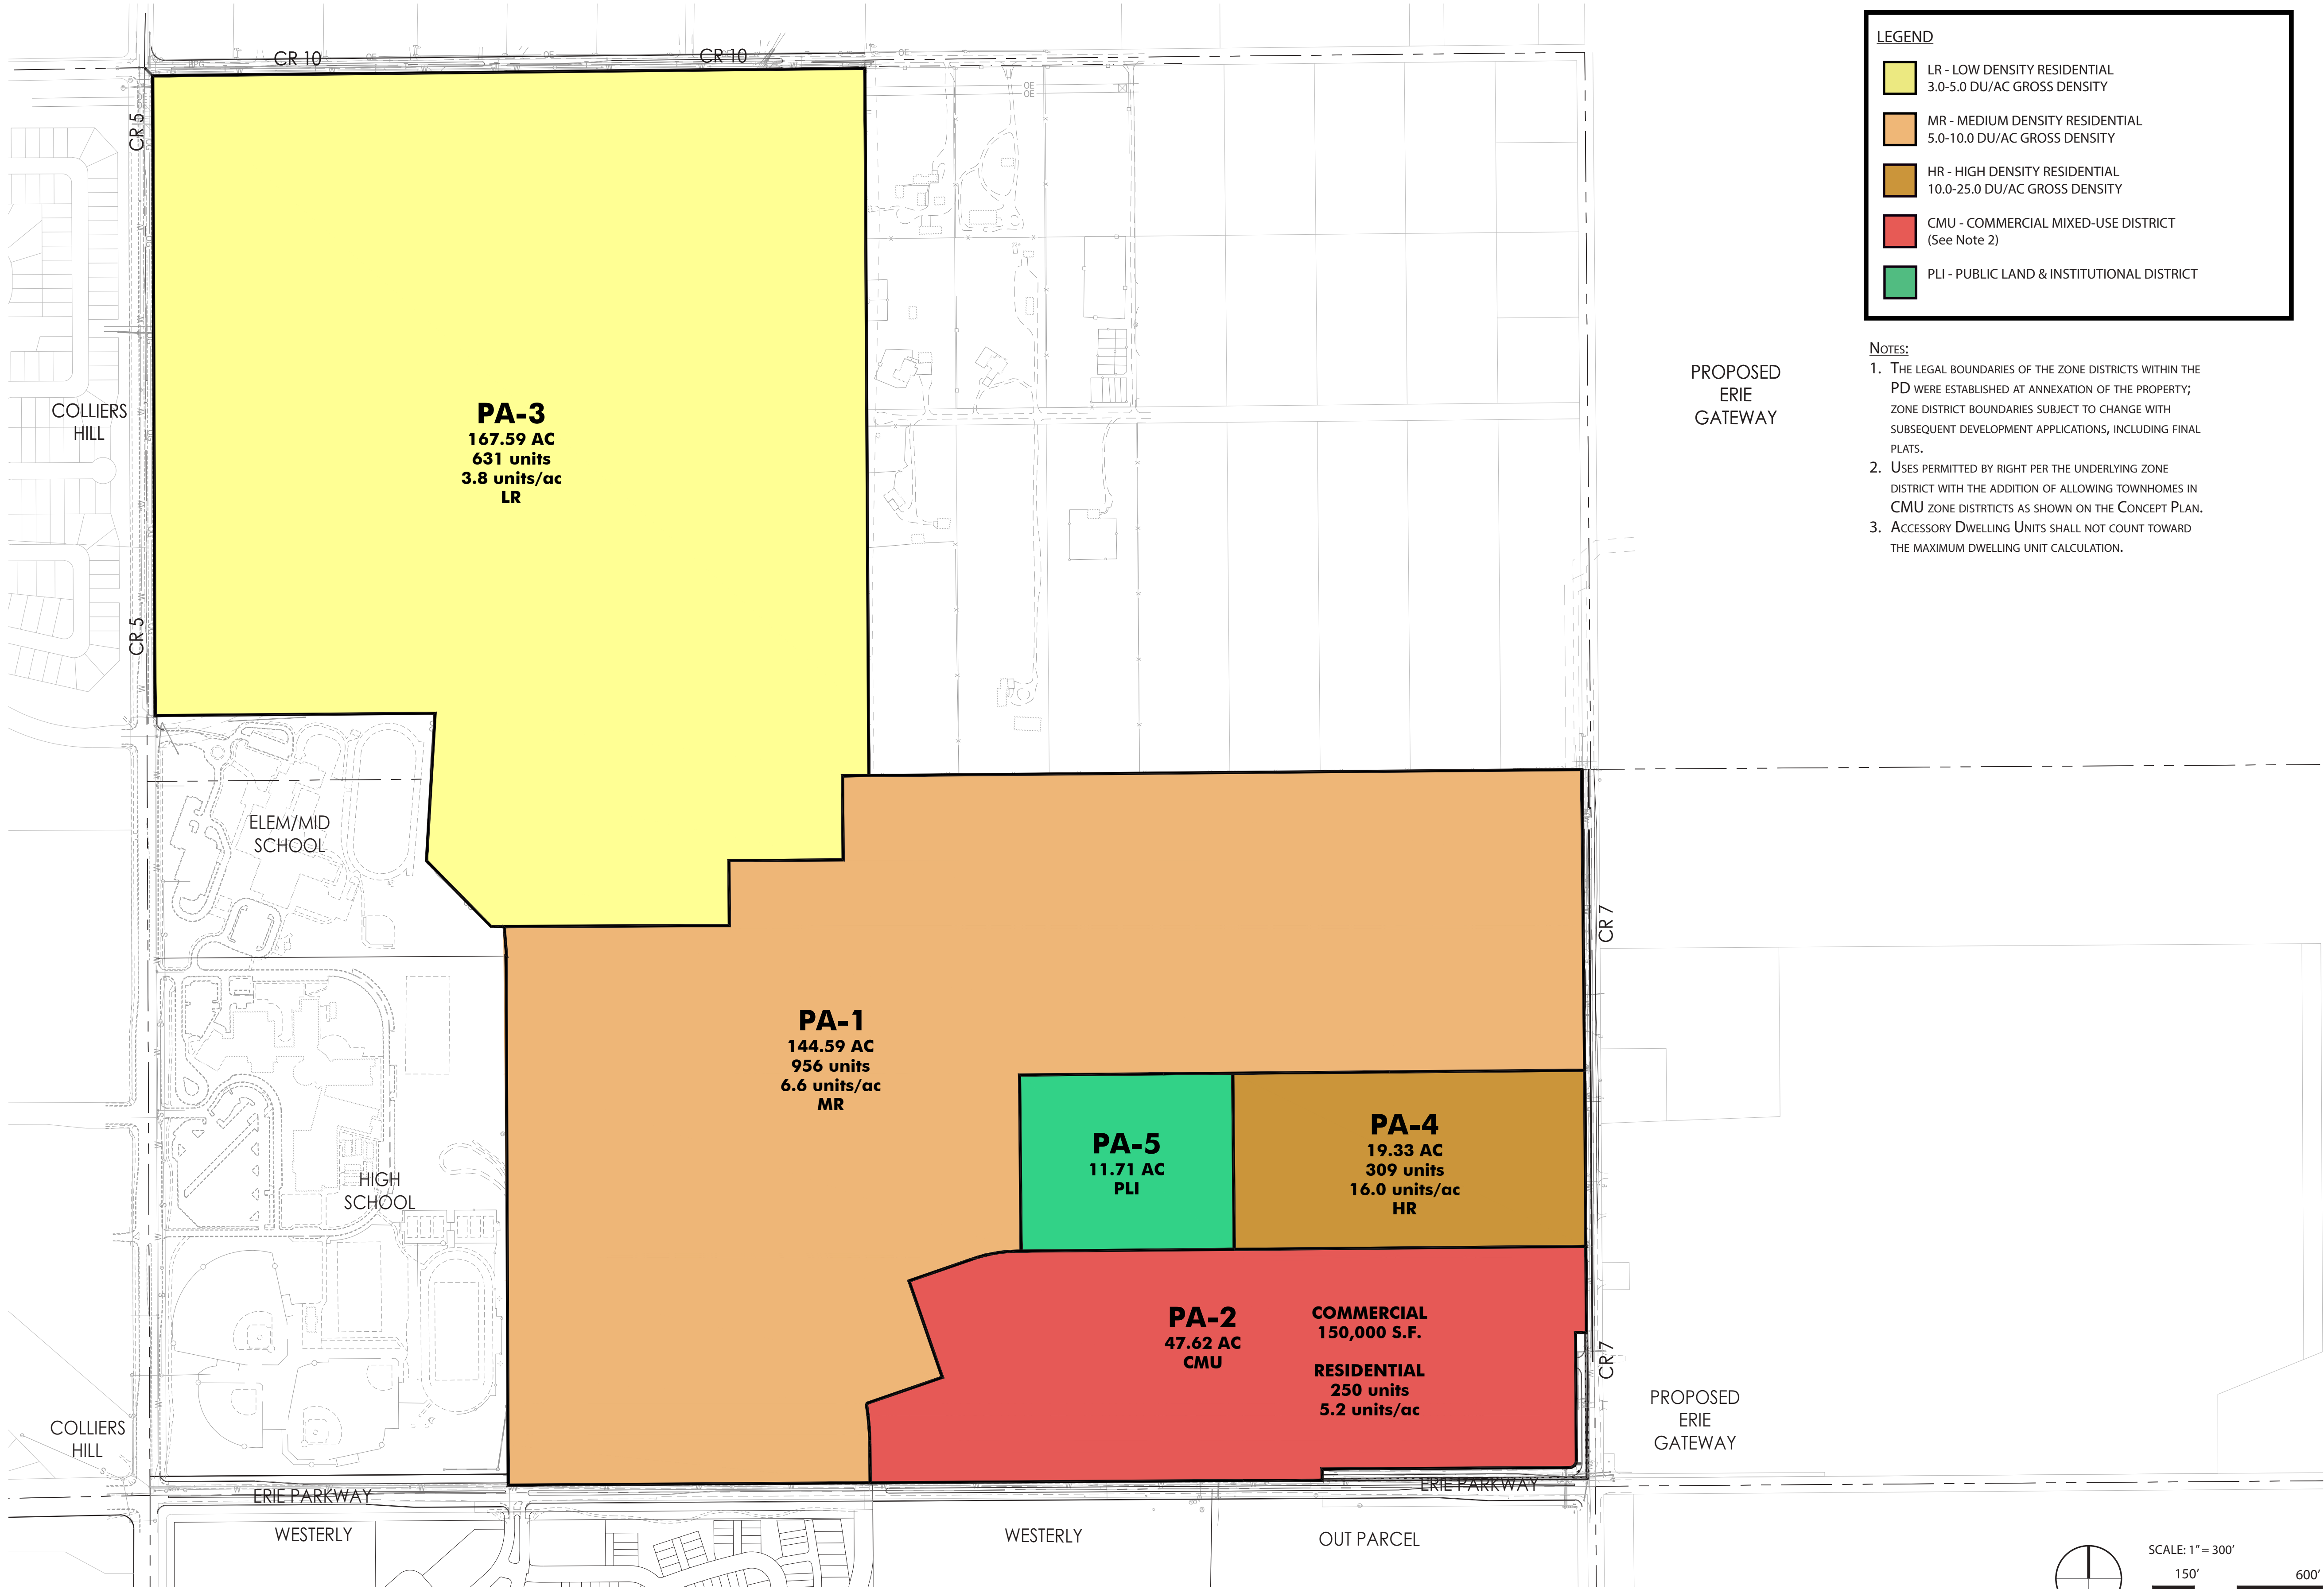 CR 10
CR 10
CR 5
CR 5
COLLIERS
HILL
PA-3
167.59 AC
631 units
3.8 units/ac
LR
OE
OE
OE
OE
OE
HPG
PROPOSED
ERIE
GATEWAY
LEGEND
LR - LOW DENSITY RESIDENTIAL
3.0-5.0 DU/AC GROSS DENSITY
MR - MEDIUM DENSITY RESIDENTIAL
5.0-10.0 DU/AC GROSS DENSITY
HR - HIGH DENSITY RESIDENTIAL
10.0-25.0 DU/AC GROSS DENSITY
CMU - COMMERCIAL MIXED-USE DISTRICT
(See Note 2)
PLI - PUBLIC LAND & INSTITUTIONAL DISTRICT
NOTES:
1. THE LEGAL BOUNDARIES OF THE ZONE DISTRICTS WITHIN THE
PD WERE ESTABLISHED AT ANNEXATION OF THE PROPERTY;
ZONE DISTRICT BOUNDARIES SUBJECT TO CHANGE WITH
SUBSEQUENT DEVELOPMENT APPLICATIONS, INCLUDING FINAL
PLATS.
2. USES PERMITTED BY RIGHT PER THE UNDERLYING ZONE
DISTRICT WITH THE ADDITION OF ALLOWING TOWNHOMES IN
CMU ZONE DISTRTICTS AS SHOWN ON THE CONCEPT PLAN.
3. ACCESSORY DWELLING UNITS SHALL NOT COUNT TOWARD
THE MAXIMUM DWELLING UNIT CALCULATION.
ELEM/MID
SCHOOL
HIGH
SCHOOL
PA-1
144.59 AC
956 units
6.6 units/ac
MR
PA-5
11.71 AC
PLI
PA-4
19.33 AC
309 units
16.0 units/ac
HR
PA-2
47.62 AC
CMU
COMMERCIAL
150,000 S.F.
RESIDENTIAL
250 units
5.2 units/ac
CR 7
CR 7
COLLIERS
HILL
PROPOSED
ERIE
GATEWAY
ERIE PARKWAY
ERIE PARKWAY
WESTERLY
WESTERLY
OUT PARCEL
SCALE: 1" = 300'
150'
600'